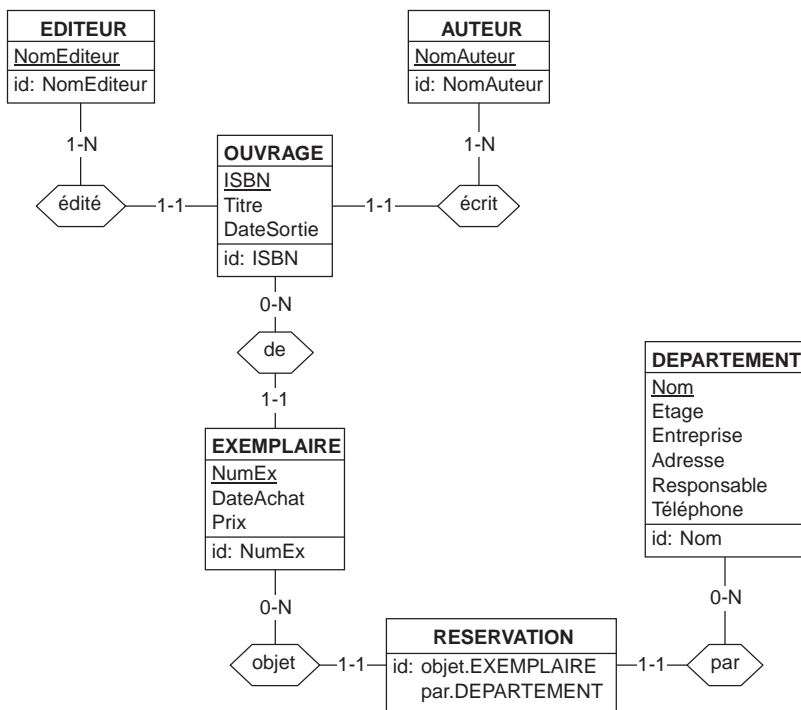 EDITEUR
NomEditeur
id: NomEditeur
AUTEUR
NomAuteur
id: NomAuteur
1-N
1-N
OUVRAGE
ISBN
Titre
DateSortie
id: ISBN
édité
1-1
1-1
écrit
0-N
de
1-1
DEPARTEMENT
Nom
Etage
Entreprise
Adresse
Responsable
Téléphone
id: Nom
EXEMPLAIRE
NumEx
DateAchat
Prix
id: NumEx
0-N
0-N
objet
1-1
RESERVATION
id: objet.EXEMPLAIRE
par.DEPARTEMENT
1-1
par